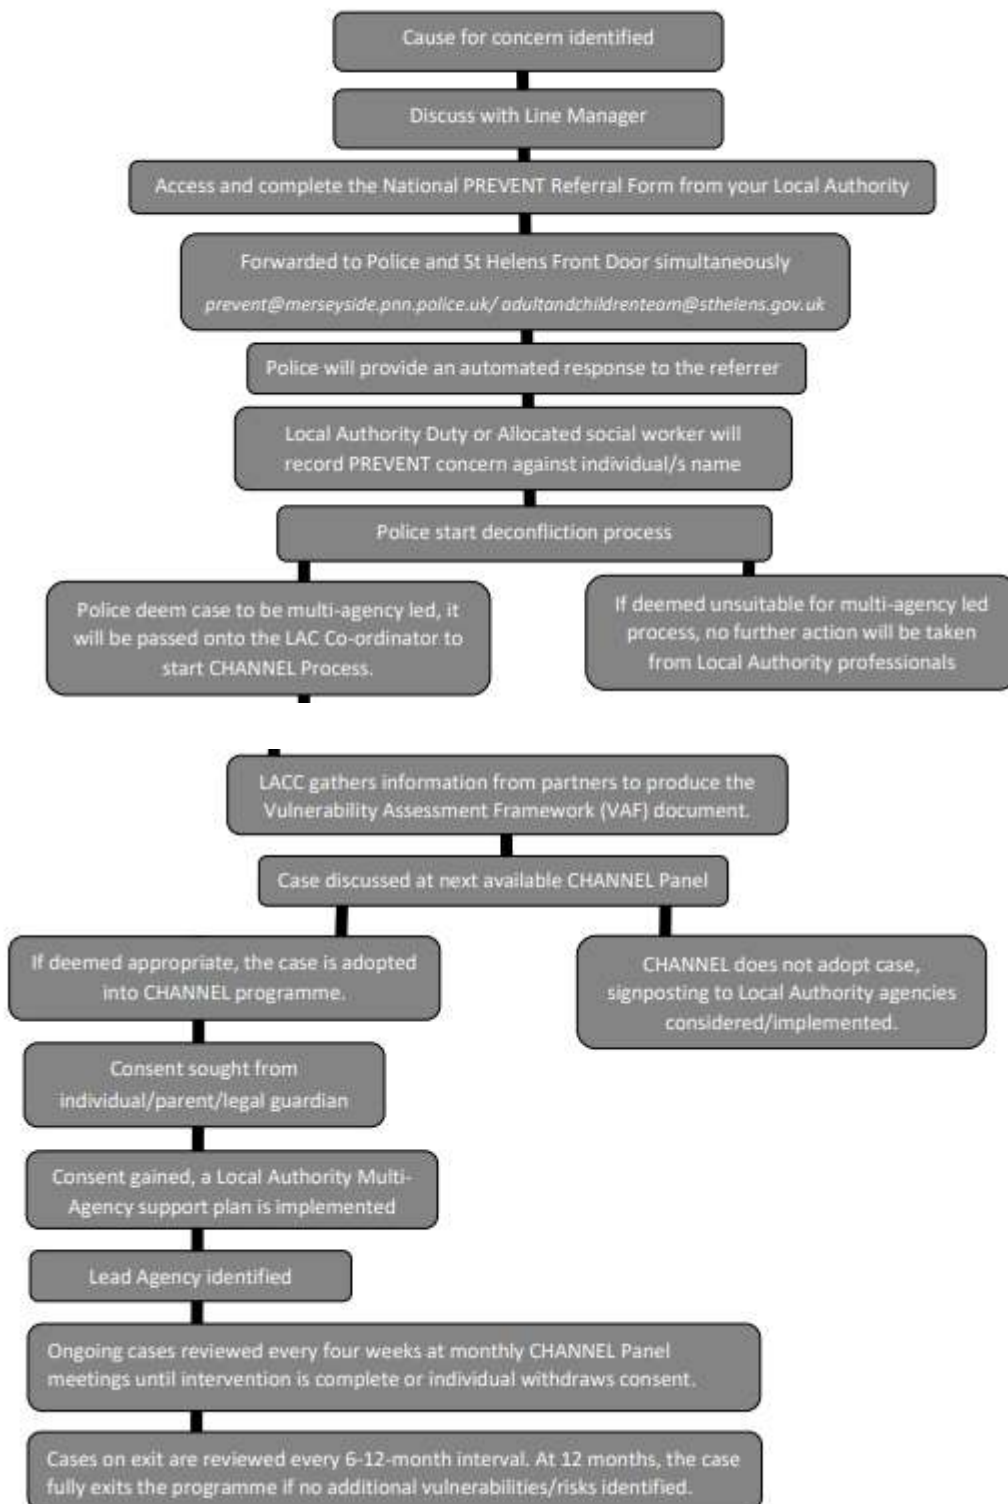 Cause for concern identified
Discuss with Line Manager
Access and complete the National PREVENT Referral Form from your Local Authority
Forwarded to Police and St Helens Front Door simultaneously
prevent@merseyside.pnn.police.uk/ adultandchildrenteam@sthelens.gov.uk
Police will provide an automated response to the referrer
Local Authority Duty or Allocated social worker will
record PREVENT concern against individual/s name
Police start deconfliction process
Police deem case to be multi-agency led, it
will be passed onto the LAC Co-ordinator to
start CHANNEL Process.
If deemed unsuitable for multi-agency led
process, no further action will be taken
from Local Authority professionals
LACC gathers information from partners to produce the
Vulnerability Assessment Framework (VAF) document.
Case discussed at next available CHANNEL Panel
If deemed appropriate, the case is adopted
into CHANNEL programme.
CHANNEL does not adopt case,
signposting to Local Authority agencies
considered/implemented.
Consent sought from
individual/parent/legal guardian
Consent gained, a Local Authority Multi-
Agency support plan is implemented
Lead Agency identified
Ongoing cases reviewed every four weeks at monthly CHANNEL Panel
meetings until intervention is complete or individual withdraws consent.
Cases on exit are reviewed every 6-12-month interval. At 12 months, the case
fully exits the programme if no additional vulnerabilities/risks identified.